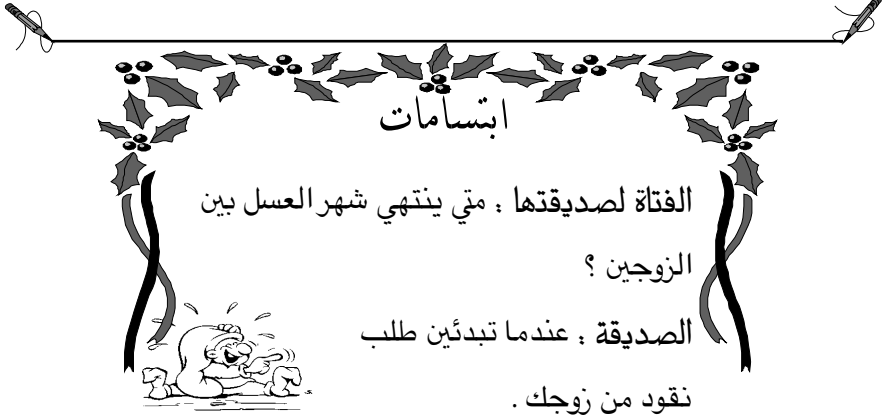 ابتسامات
الفتاة لصديقتها : متي ينتهي شهر العسل بين
الزوجين ؟
الصديقة : عندما تبدئين طلب
نقود من زوجك .